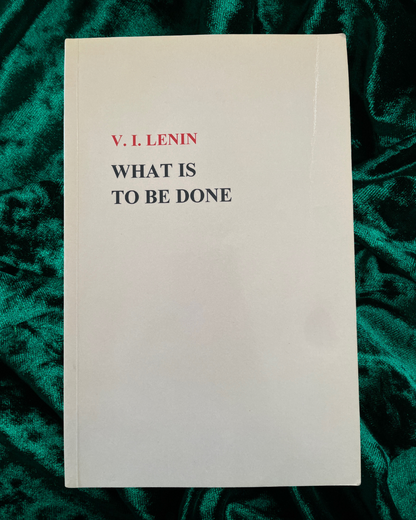 V. I. LENIN
WHAT IS
TO BE DONE